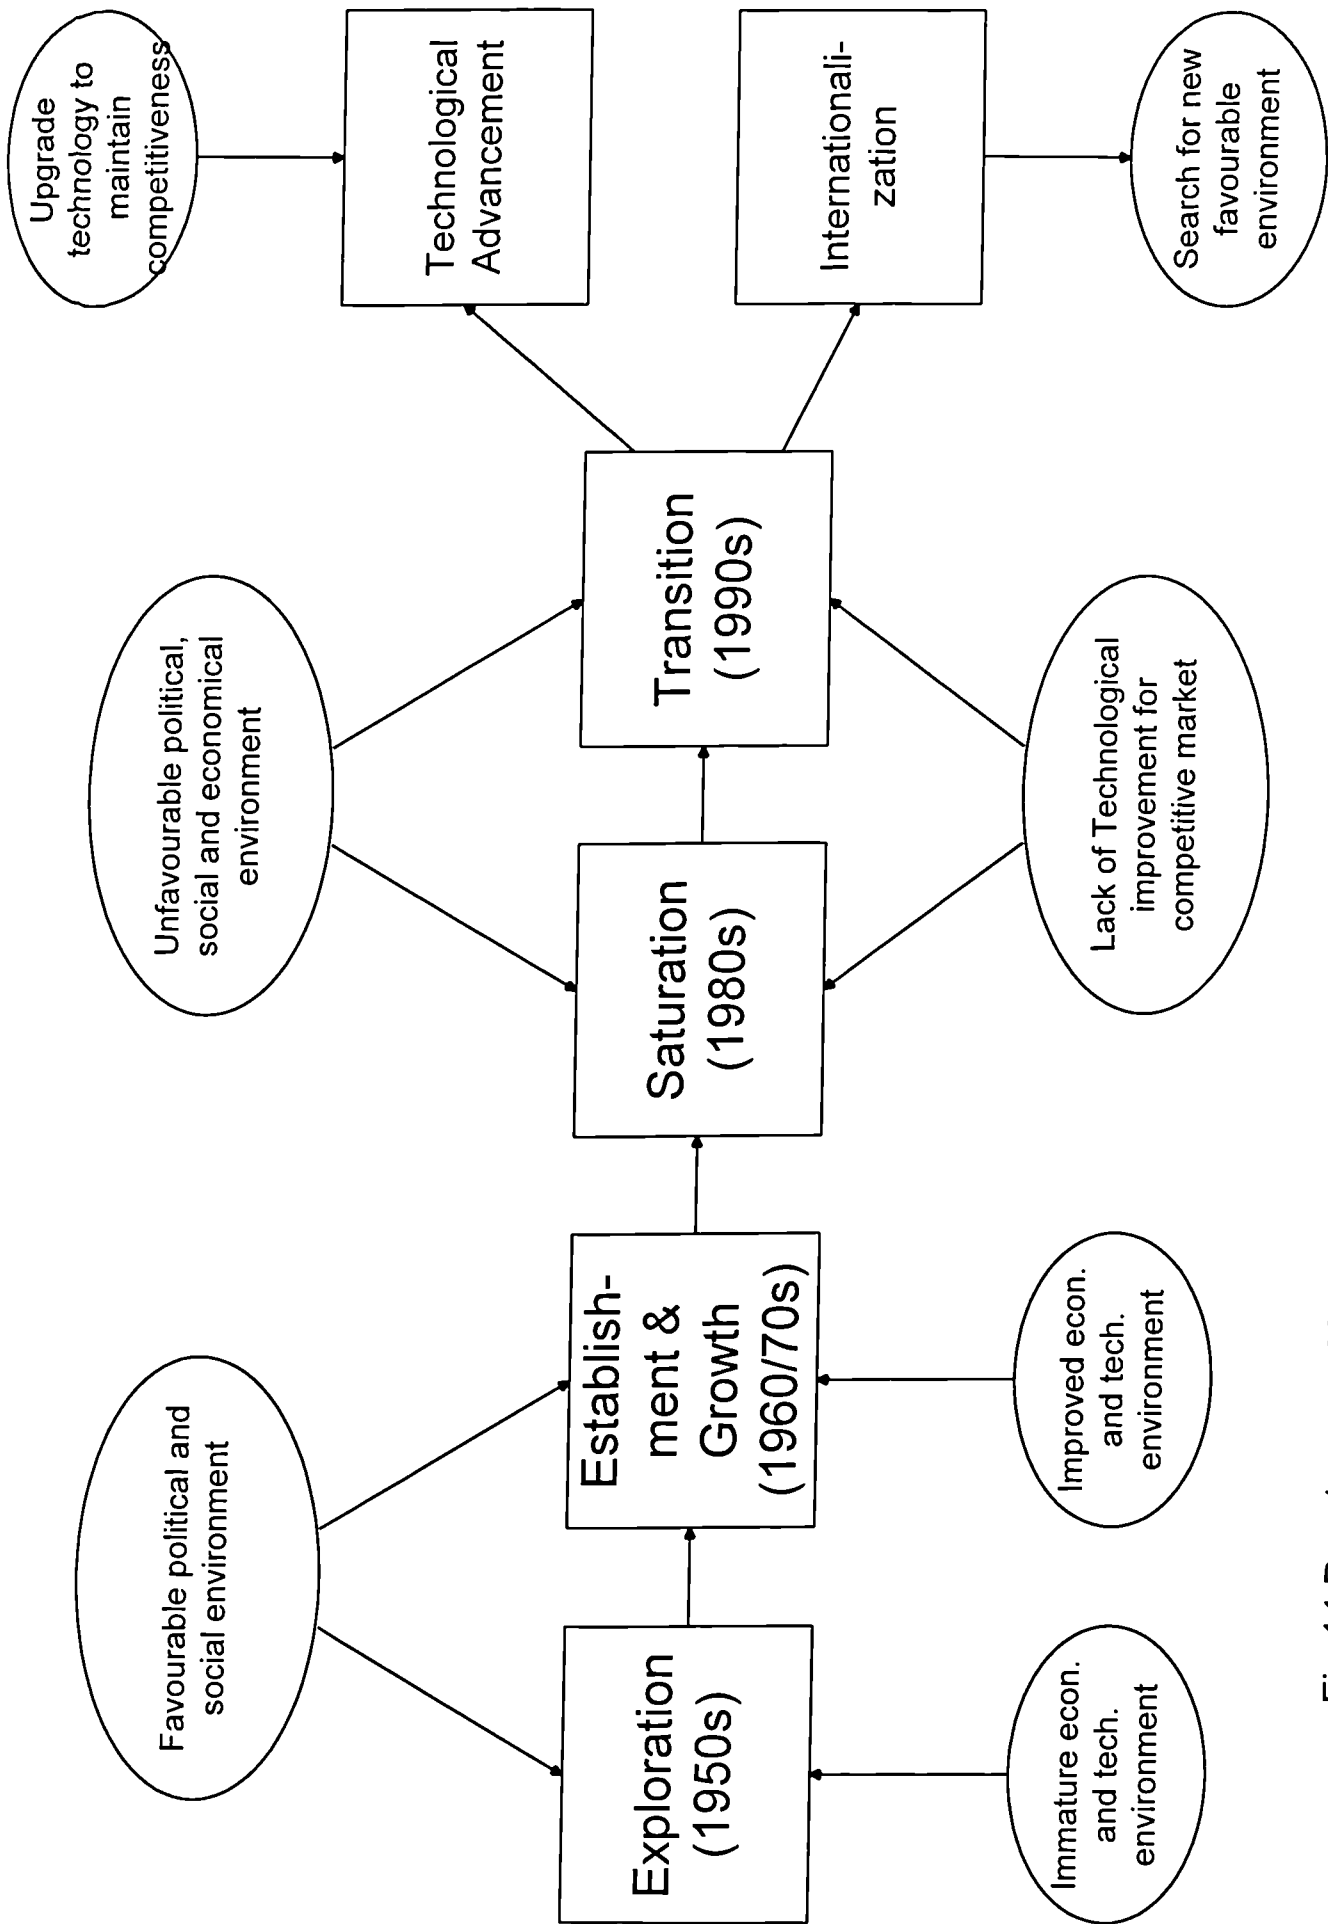 Favourable political and
social environment
Unfavourable political,
social and economical
environment
Upgrade
technology to
maintain
competitiveness
Technological
Advancement
Exploration
(1950s)
Establish-
ment &
Growth
(1960/70s)
Saturation
(1980s)
Transition
(1990s)
Internationali-
zation
Immature econ.
and tech.
environment
Improved econ.
and tech.
environment
Lack of Technological
improvement for
competitive market
Search for new
favourable
environment